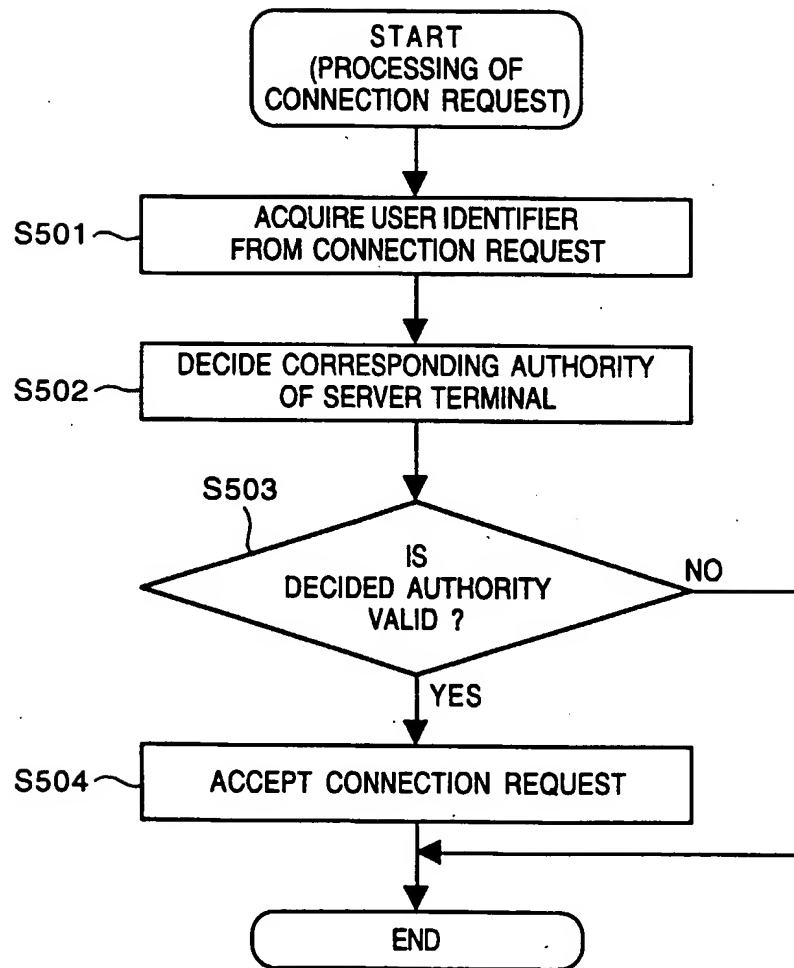 START
(PROCESSING OF
CONNECTION REQUEST)
S501
ACQUIRE USER IDENTIFIER
FROM CONNECTION REQUEST
S502
DECIDE CORRESPONDING AUTHORITY
OF SERVER TERMINAL
S503
IS
DECIDED AUTHORITY
VALID ?
NO
YES
S504
ACCEPT CONNECTION REQUEST
END